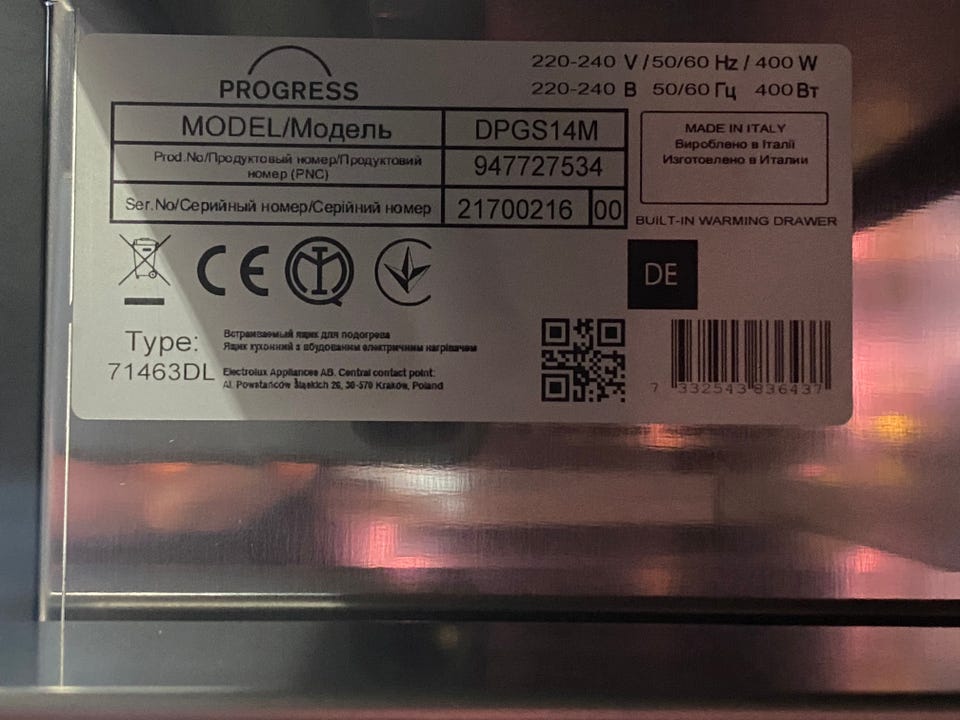 PROGRESS
220-240 V / 50/60 Hz / 400 W
220-240 В 50/60 Гц 400 Вт
MODEL/Модель DPGS14M
Prod.No/Продуктовый номер/Продуктовий
номер (PNC) 947727534
Ser.No/Серийный номер/Серійний номер 21700216 00
MADE IN ITALY
Вироблено в Італії
Изготовлено в Италии
BUILT-IN WARMING DRAWER
CE
DE
Type:
71463DL
Встраиваемый ящик для подогрева
Ящик кухонний з вбудованим електричним нагрівачем
Electrolux Appliances AB. Central contact point:
Al. Powstańców Śląskich 26, 30-570 Kraków, Poland
7 332543 836437